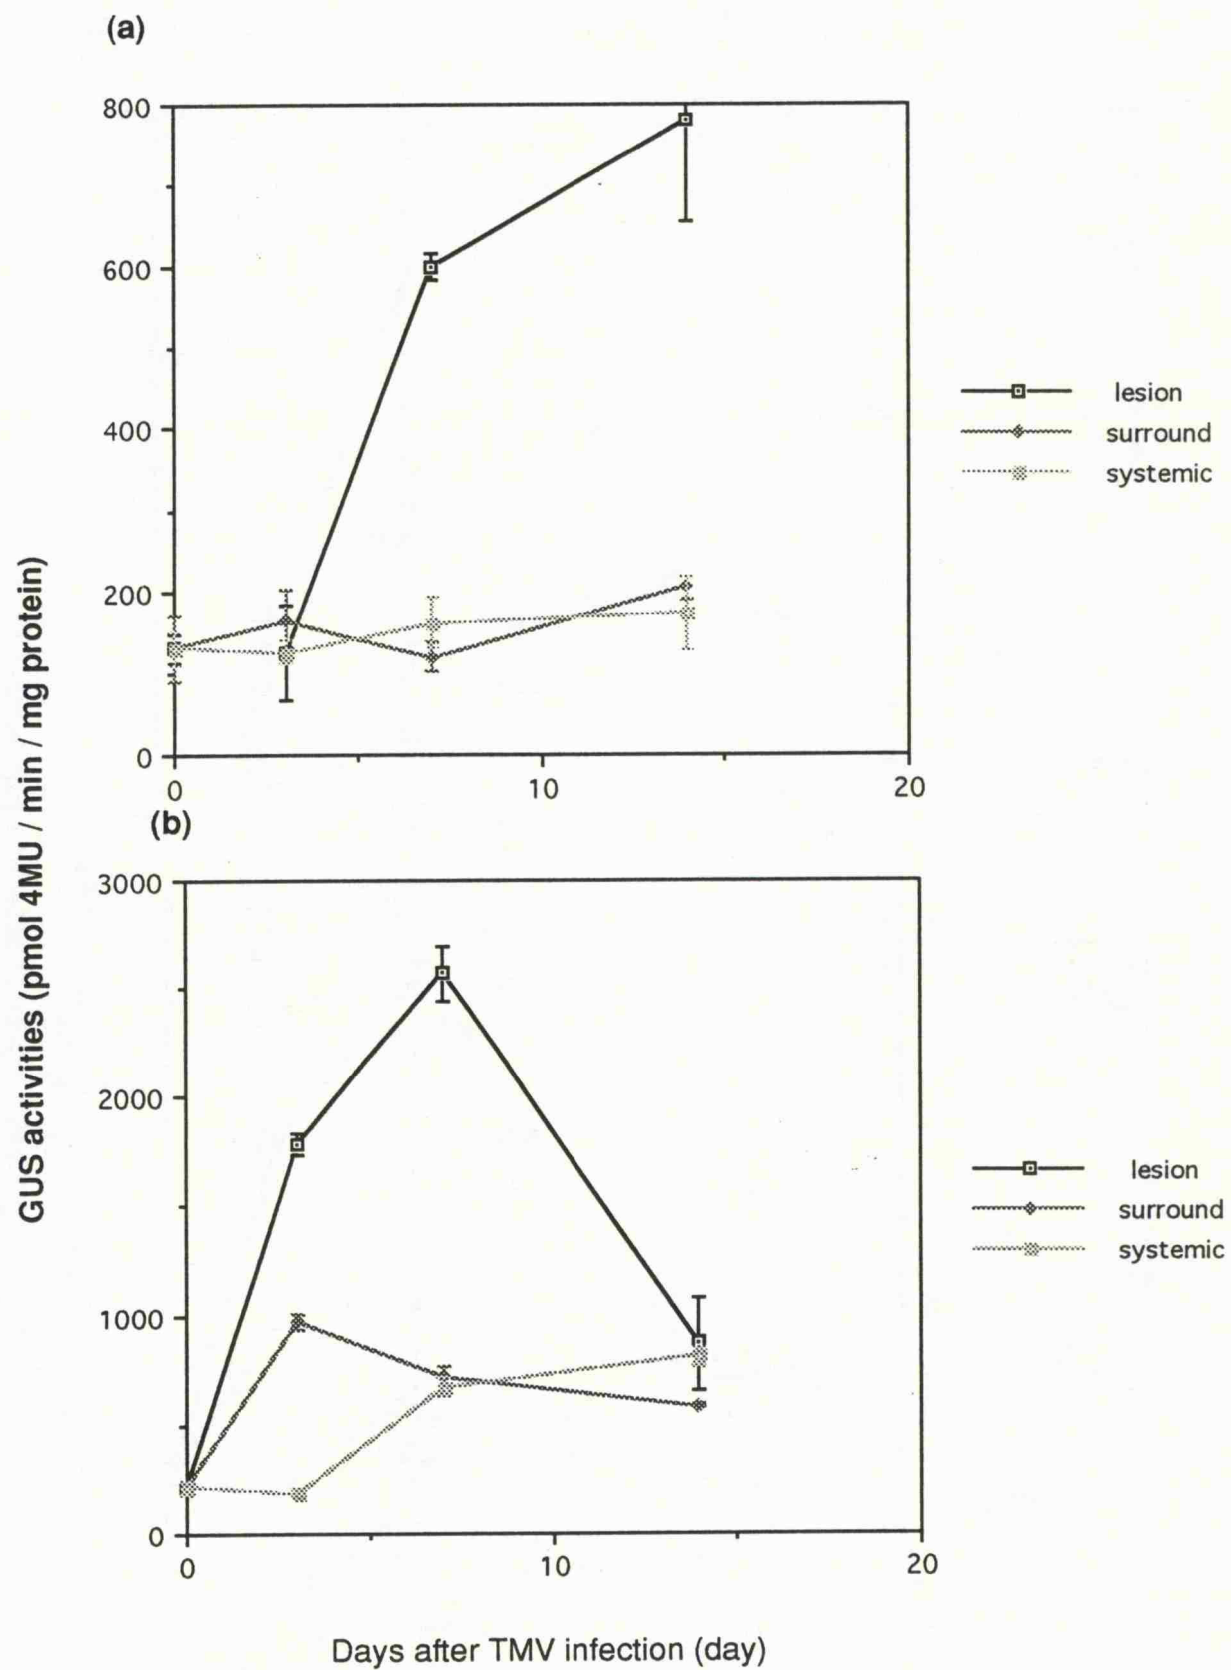 (a)
800
600
400
200
0
0 10 20
lesion
surround
systemic
GUS activities (pmol 4MU / min / mg protein)
(b)
3000
2000
1000
0
0 10 20
lesion
surround
systemic
Days after TMV infection (day)